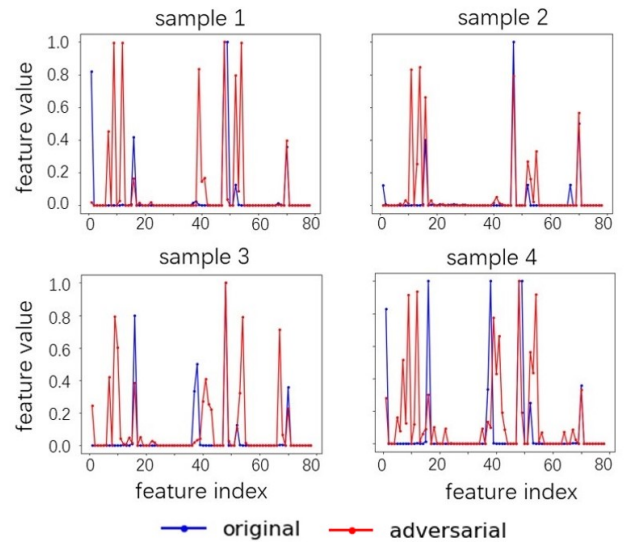 sample 1
sample 2
feature value
1.0
0.8
0.6
0.4
0.2
0.0
0 20 40 60 80
0 20 40 60 80
sample 3
sample 4
feature value
1.0
0.8
0.6
0.4
0.2
0.0
0 20 40 60 80
0 20 40 60 80
feature index
feature index
original
adversarial